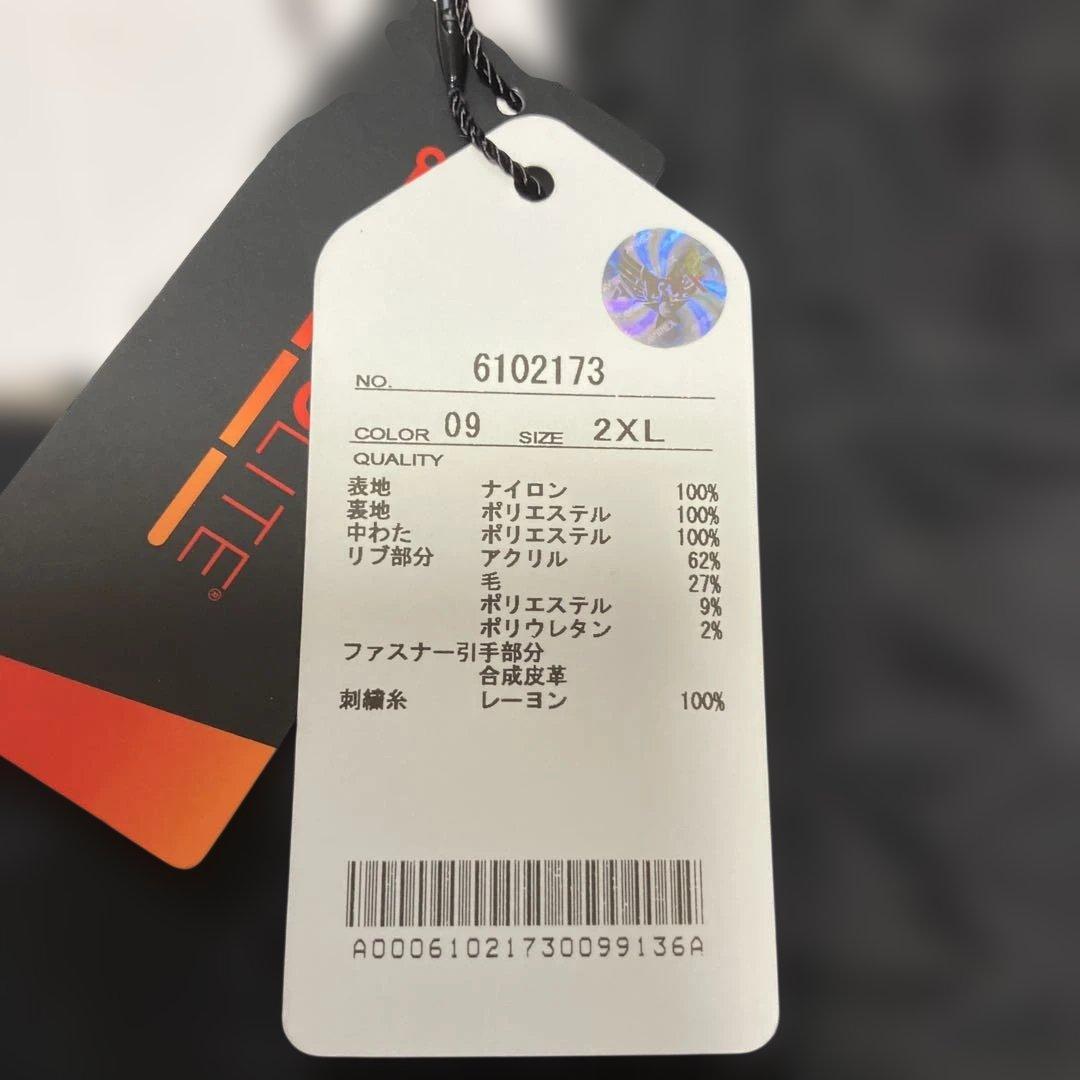 NO. 6102173
COLOR 09 SIZE 2XL
QUALITY
表地 ナイロン 100%
裏地 ポリエステル 100%
中わた ポリエステル 100%
リブ部分 アクリル 62%
毛 27%
ポリエステル 9%
ポリウレタン 2%
ファスナー引手部分
合成皮革
刺繍糸 レーヨン 100%
A00061021730099136A
OLITE®